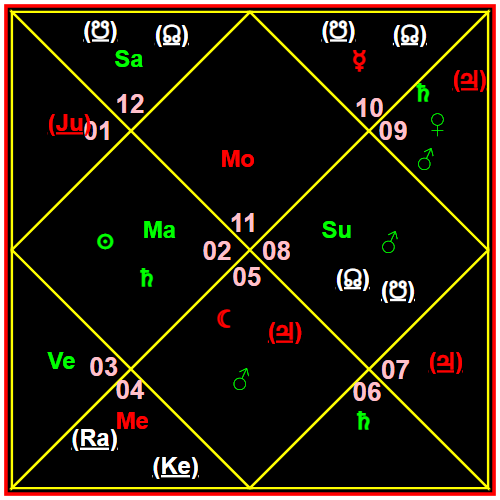 (☋) (☊) (☋) (☊)
Sa ☿
♄ (♃)
12 10
(Ju) 01 09 ♀
Mo ♂
11
☉ Ma Su ♂
02 08
♄ 05 (☊) (☋)
☾ (♃)
Ve 03 07 (♃)
♂
04 06
Me ♄
(Ra)
(Ke)